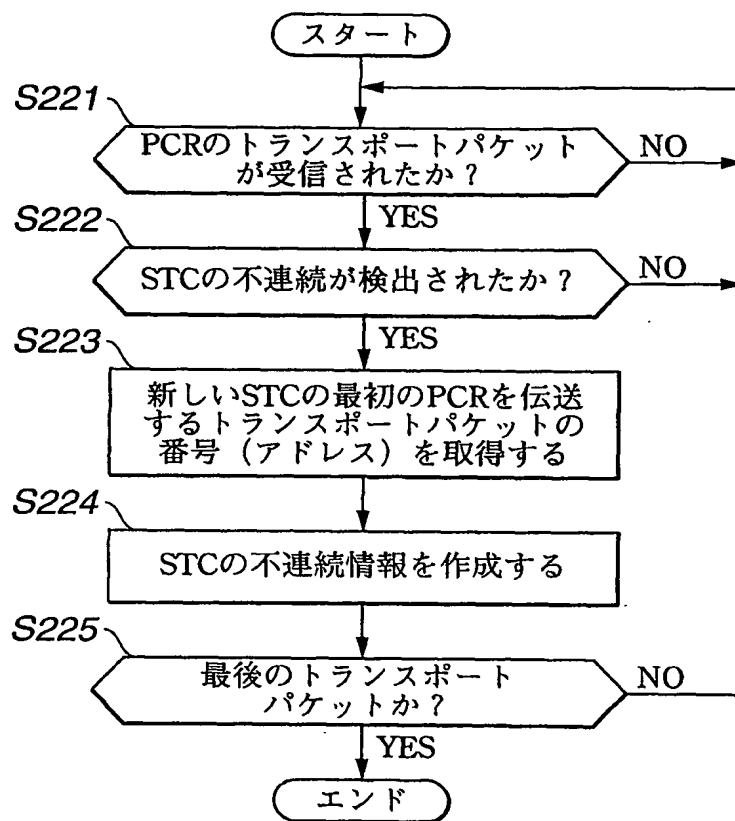 スタート
S221
PCRのトランスポートパケット
が受信されたか？
NO
YES
S222
STCの不連続が検出されたか？
NO
YES
S223
新しいSTCの最初のPCRを伝送
するトランスポートパケットの
番号（アドレス）を取得する
S224
STCの不連続情報を作成する
S225
最後のトランスポート
パケットか？
NO
YES
エンド